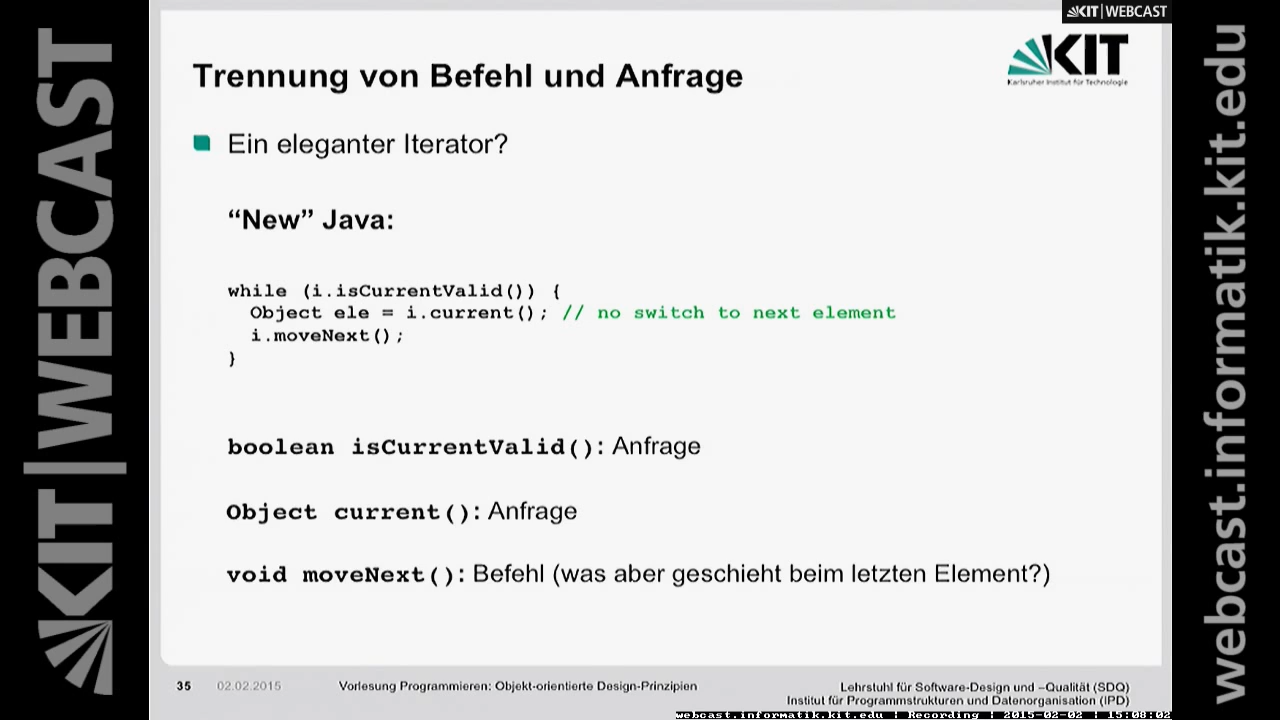 KIT|WEBCAST
KIT|WEBCAST
webcast.informatik.kit.edu
KIT
Karlsruher Institut für Technologie
Trennung von Befehl und Anfrage
Ein eleganter Iterator?
“New” Java:
while (i.isCurrentValid()) {
Object ele = i.current(); // no switch to next element
i.moveNext();
}
boolean isCurrentValid(): Anfrage
Object current(): Anfrage
void moveNext(): Befehl (was aber geschieht beim letzten Element?)
35 02.02.2015 Vorlesung Programmieren: Objekt-orientierte Design-Prinzipien
Lehrstuhl für Software-Design und –Qualität (SDQ)
Institut für Programmstrukturen und Datenorganisation (IPD)
webcast.informatik.kit.edu | Recording | 2015-02-02 | 15:08:02